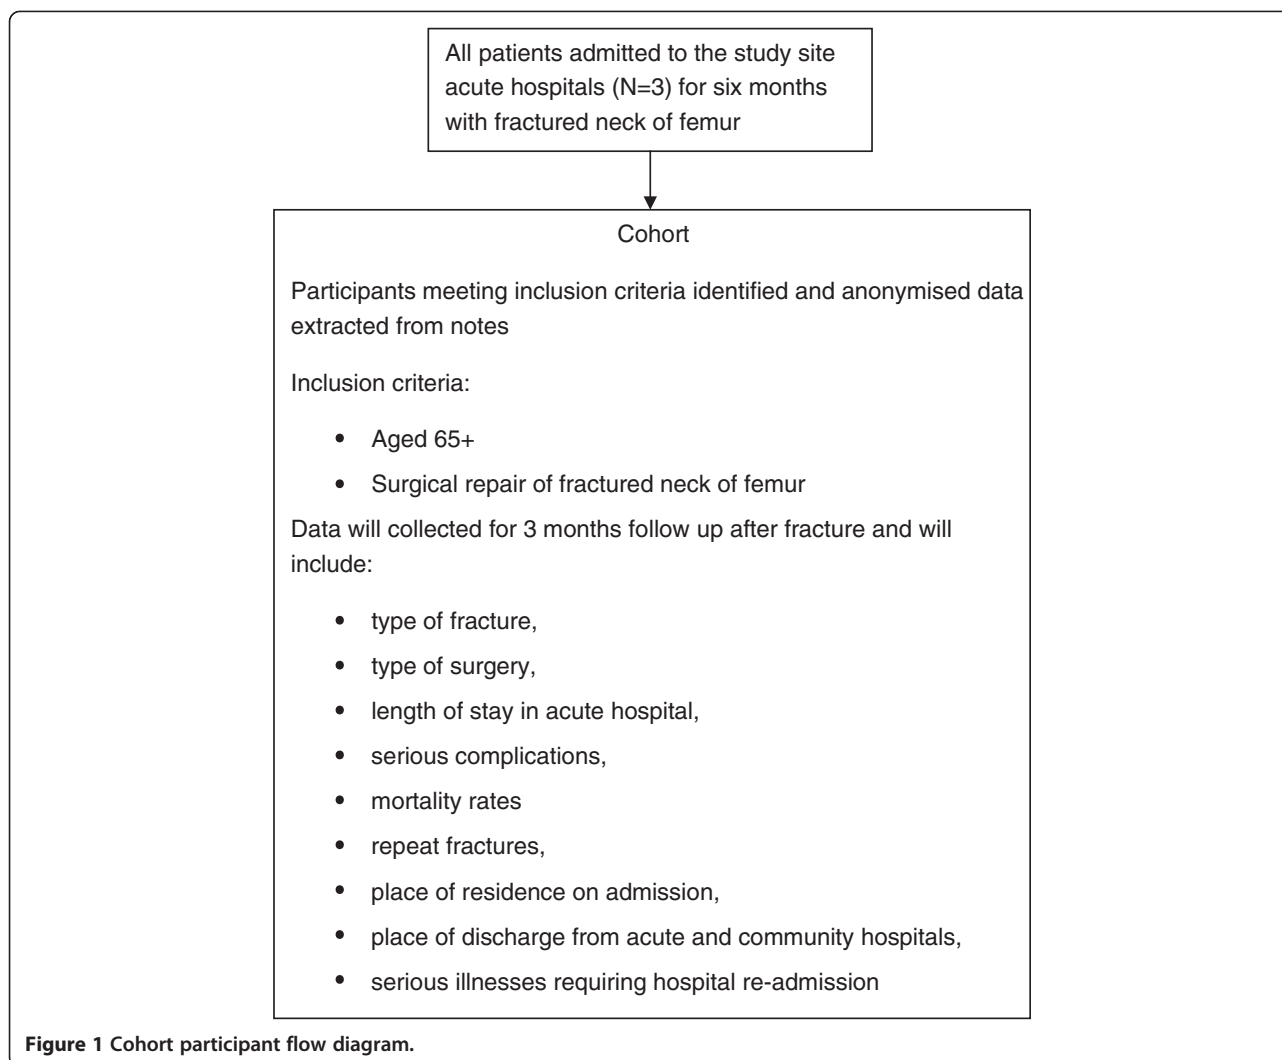 All patients admitted to the study site
acute hospitals (N=3) for six months
with fractured neck of femur
Cohort
Participants meeting inclusion criteria identified and anonymised data
extracted from notes
Inclusion criteria:
• Aged 65+
• Surgical repair of fractured neck of femur
Data will collected for 3 months follow up after fracture and will
include:
• type of fracture,
• type of surgery,
• length of stay in acute hospital,
• serious complications,
• mortality rates
• repeat fractures,
• place of residence on admission,
• place of discharge from acute and community hospitals,
• serious illnesses requiring hospital re-admission
Figure 1 Cohort participant flow diagram.